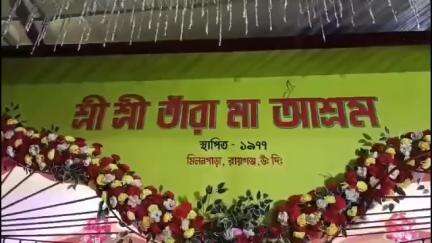 শ্রী শ্রী তাঁরা মা আশ্রম
স্থাপিত - ১৯৭৭
মিলনপাড়া, রায়গঞ্জ, উঃ দিঃ